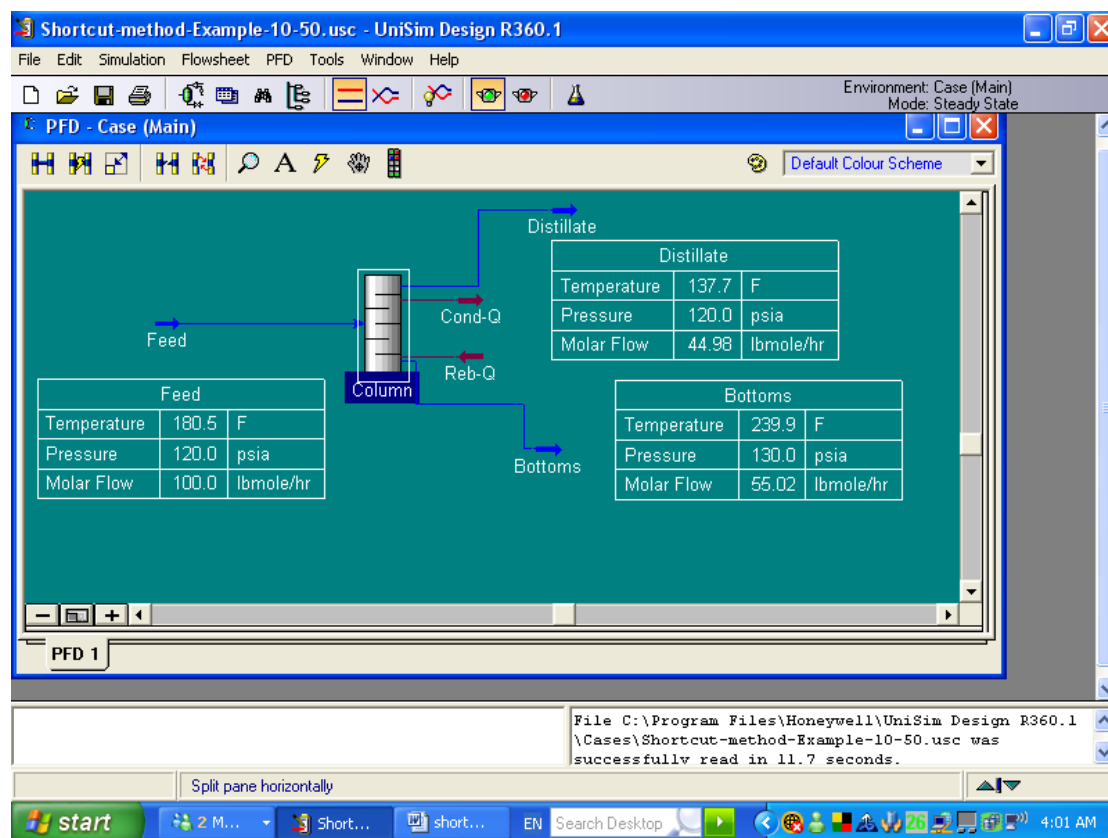 Shortcut-method-Example-10-50.usc - UniSim Design R360.1
File Edit Simulation Flowsheet PFD Tools Window Help
Environment: Case (Main)
Mode: Steady State
PFD - Case (Main)
A
Default Colour Scheme
Distillate
Distillate
Temperature 137.7 F
Pressure 120.0 psia
Molar Flow 44.98 lbmole/hr
Cond-Q
Feed
Reb-Q
Column
Feed
Temperature 180.5 F
Pressure 120.0 psia
Molar Flow 100.0 lbmole/hr
Bottoms
Temperature 239.9 F
Pressure 130.0 psia
Molar Flow 55.02 lbmole/hr
Bottoms
PFD 1
File C:\Program Files\Honeywell\UniSim Design R360.1
\Cases\Shortcut-method-Example-10-50.usc was
successfully read in 11.7 seconds.
Split pane horizontally
start 2 M... Short... short... EN Search Desktop 26 4:01 AM